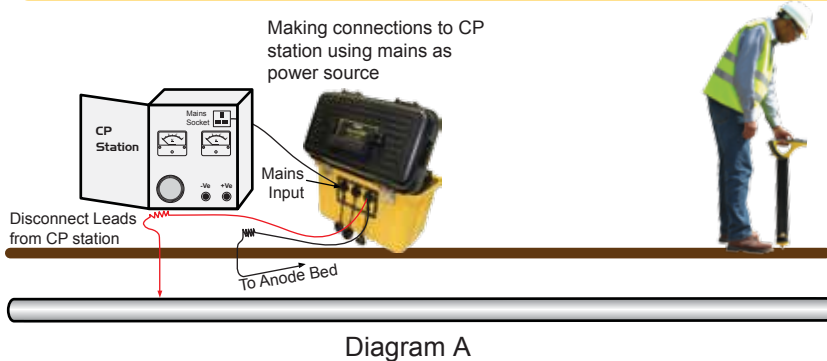 Making connections to CP
station using mains as
power source
Mains
Socket
CP
Station
-Ve +Ve
Mains
Input
Disconnect Leads
from CP station
To Anode Bed
Diagram A